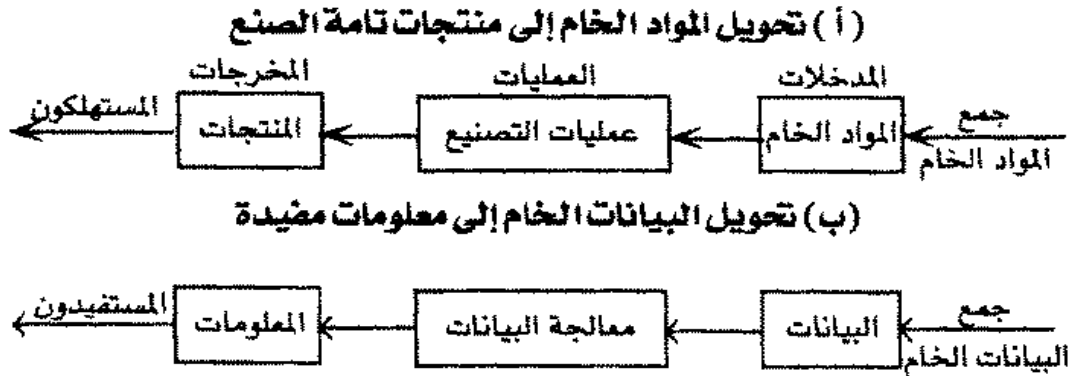 (أ) تحويل المواد الخام إلى منتجات تامة الصنع
المدخلات العمليات المخرجات
جمع المواد الخام المواد الخام عمليات التصنيع المنتجات المستهلكون
(ب) تحويل البيانات الخام إلى معلومات مفيدة
جمع البيانات الخام البيانات معالجة البيانات المعلومات المستفيدون